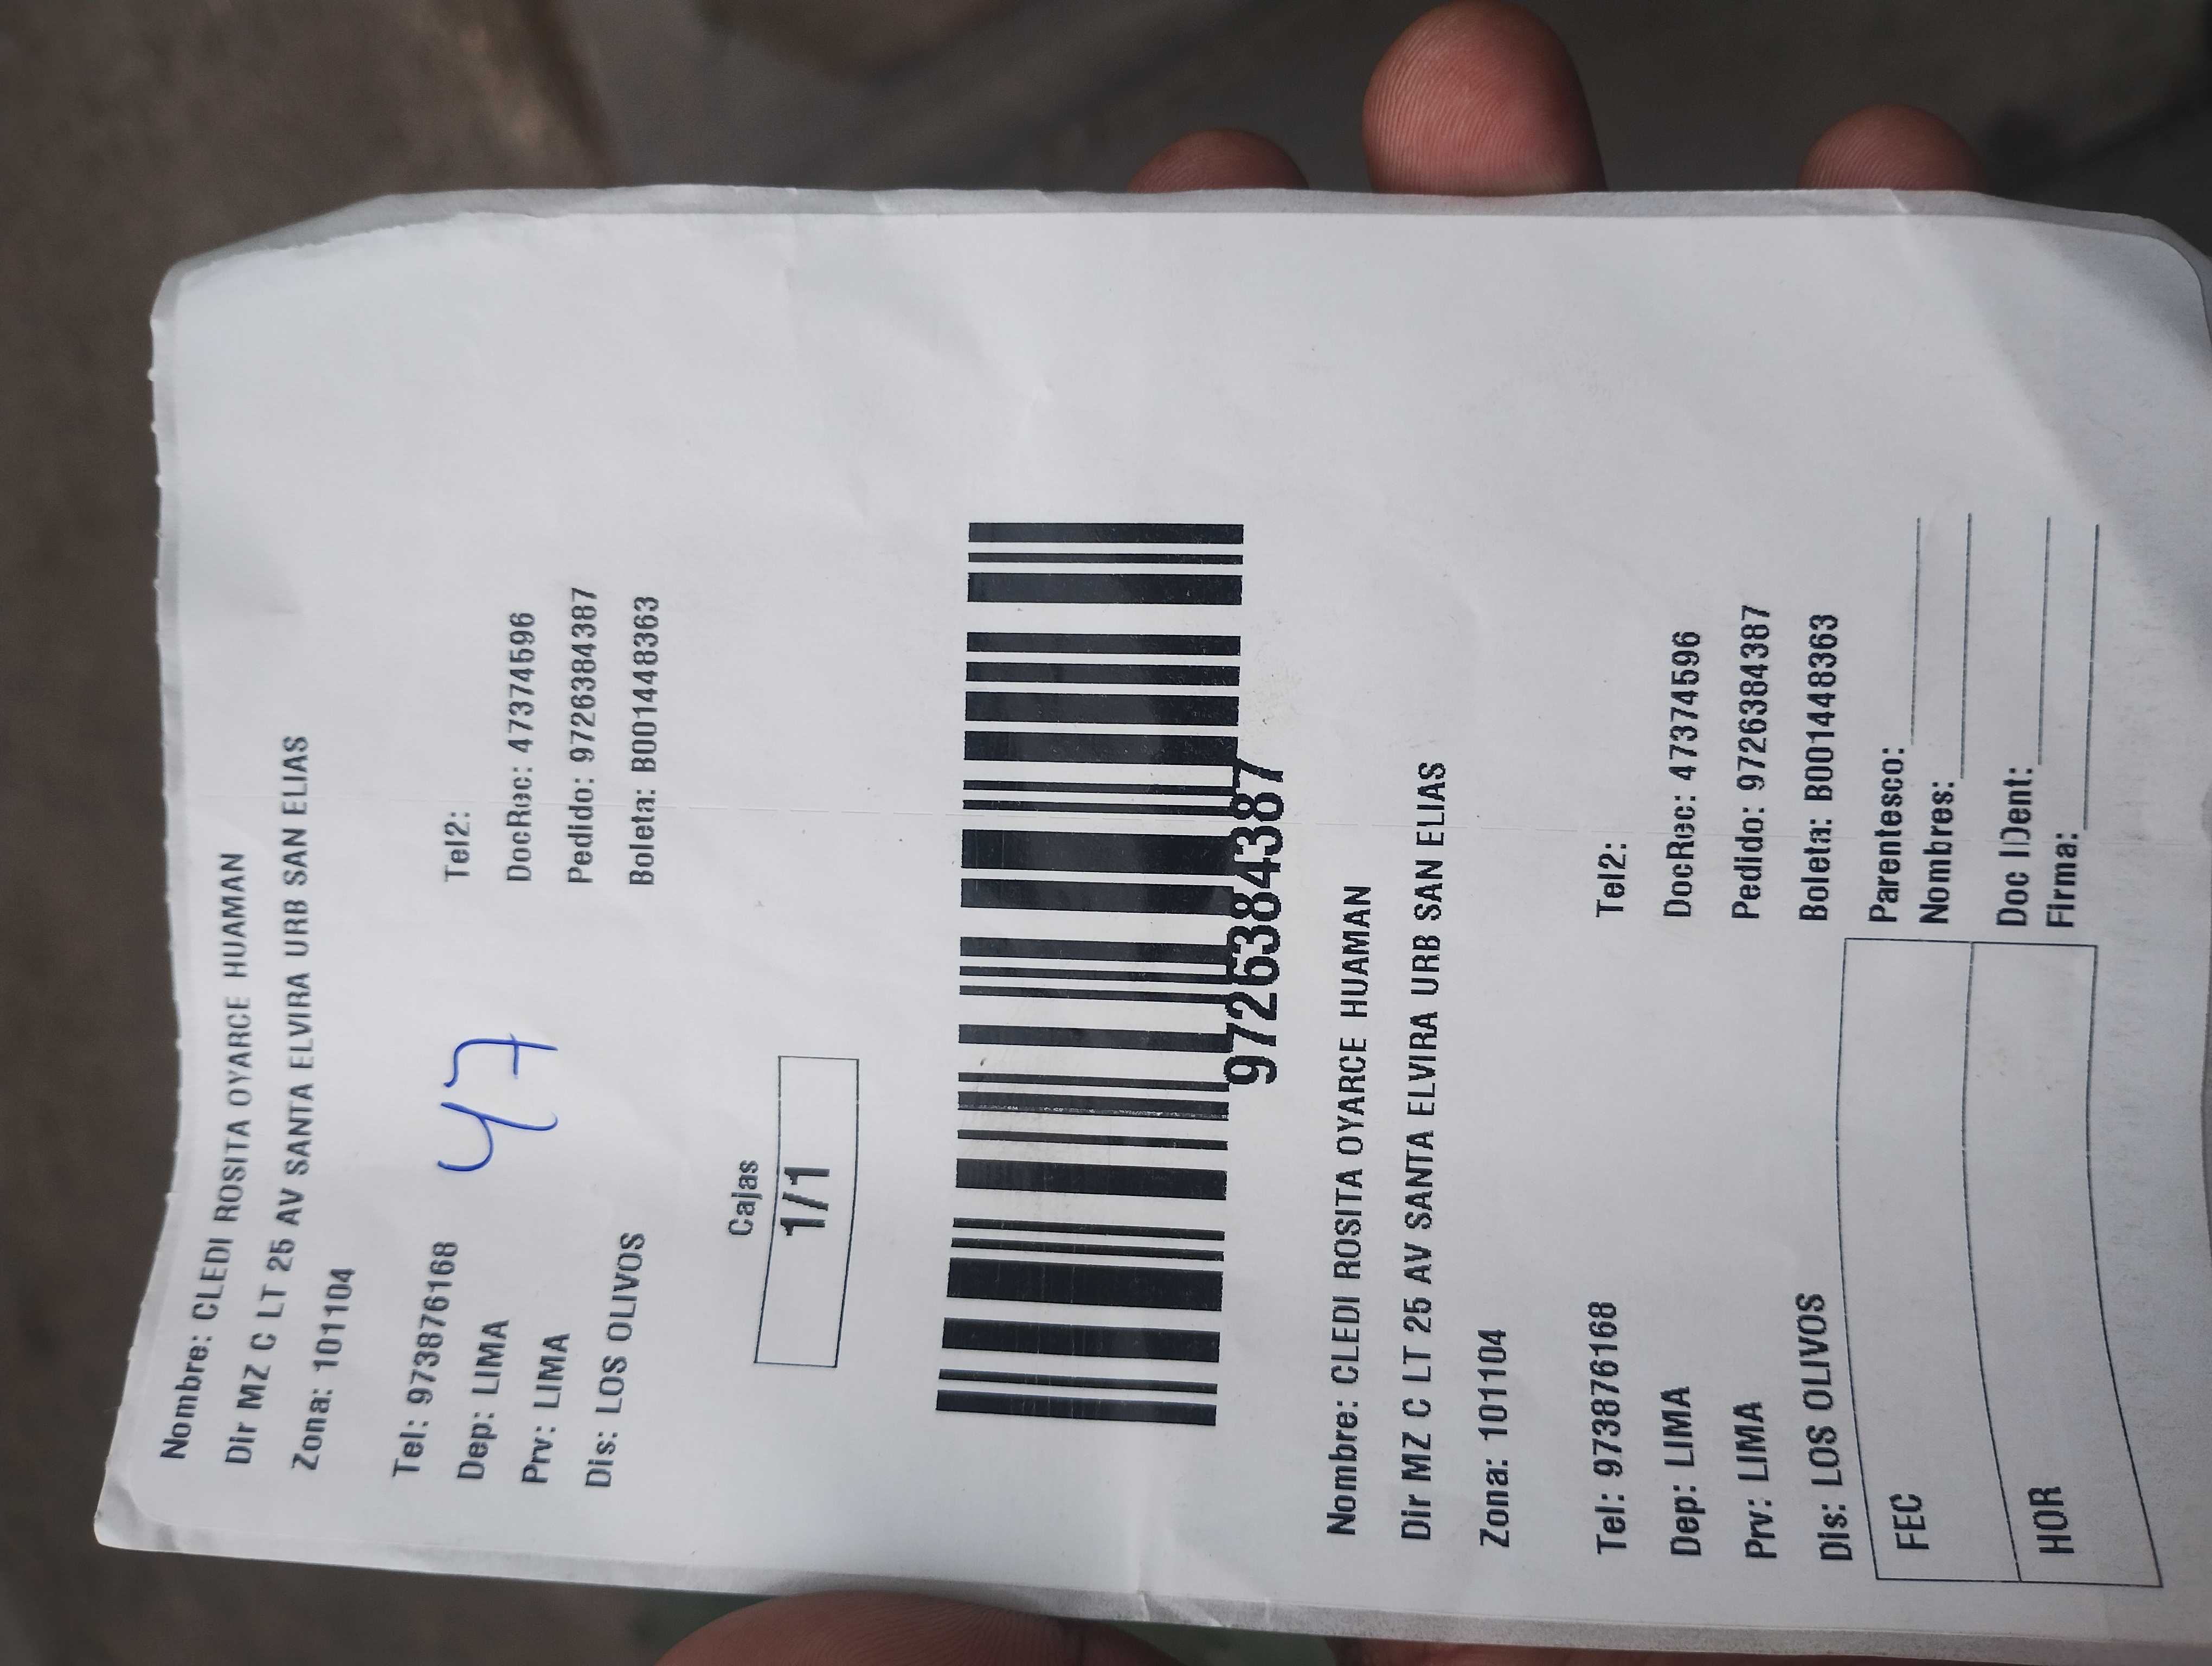 Nombre: CLEDI ROSITA OYARCE HUAMAN
Dir MZ C LT 25 AV SANTA ELVIRA URB SAN ELIAS
Zona: 101104
Tel: 973876168 Tel2:
Dep: LIMA DocRec: 47374596
Prv: LIMA Pedido: 9726384387
Dis: LOS OLIVOS Boleta: B001448363
47
Cajas
1/1
9726384387
Nombre: CLEDI ROSITA OYARCE HUAMAN
Dir MZ C LT 25 AV SANTA ELVIRA URB SAN ELIAS
Zona: 101104
Tel: 973876168 Tel2:
Dep: LIMA DocRec: 47374596
Prv: LIMA Pedido: 9726384387
Dis: LOS OLIVOS Boleta: B001448363
FEC Parentesco:
Nombres:
HOR Doc IDent:
Firma: